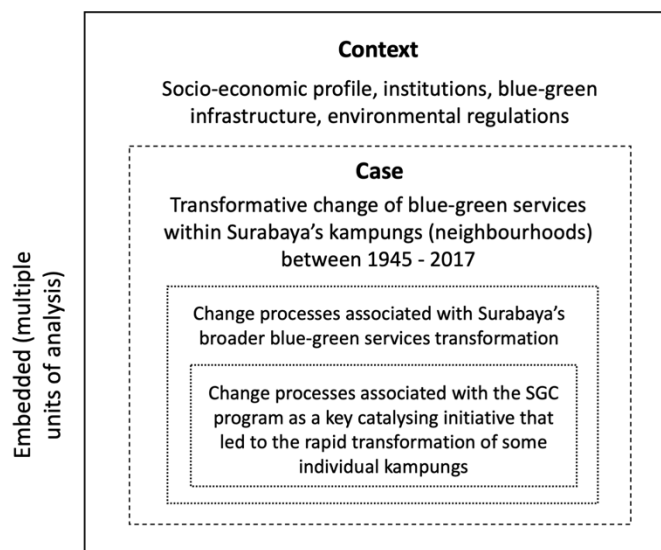 Context
Socio-economic profile, institutions, blue-green
infrastructure, environmental regulations
Case
Transformative change of blue-green services
within Surabaya's kampungs (neighbourhoods)
between 1945 - 2017
Change processes associated with Surabaya's
broader blue-green services transformation
Change processes associated with the SGC
program as a key catalysing initiative that
led to the rapid transformation of some
individual kampungs
Embedded (multiple
units of analysis)